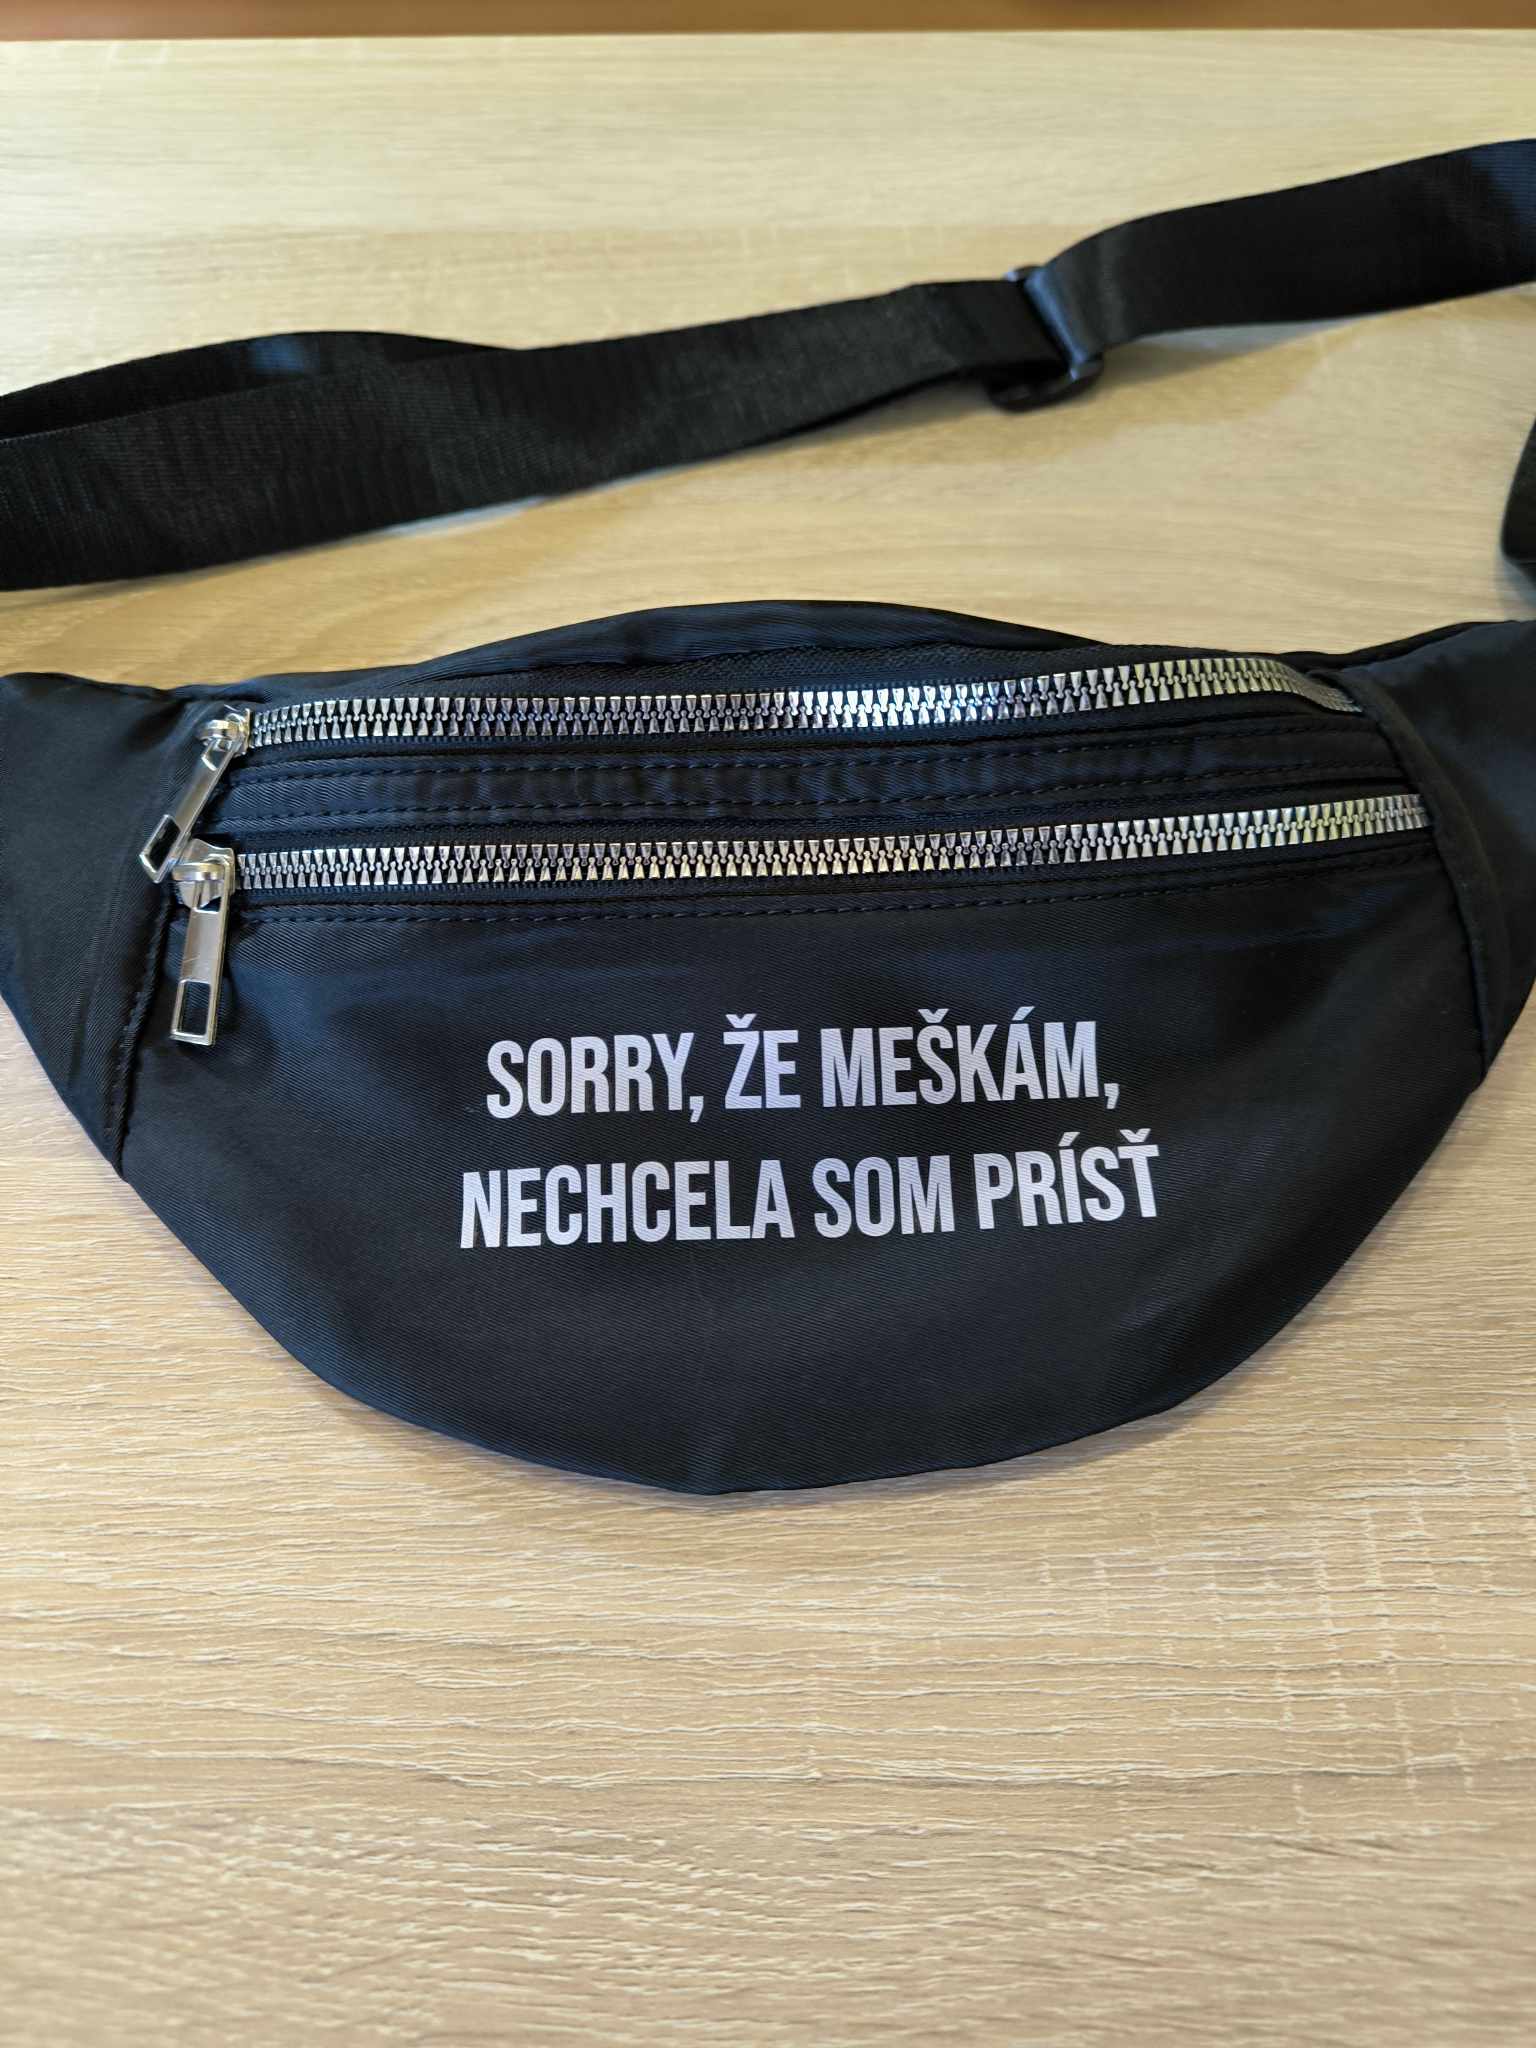 SORRY, ŽE MEŠKÁM,
NECHCELA SOM PRÍSŤ